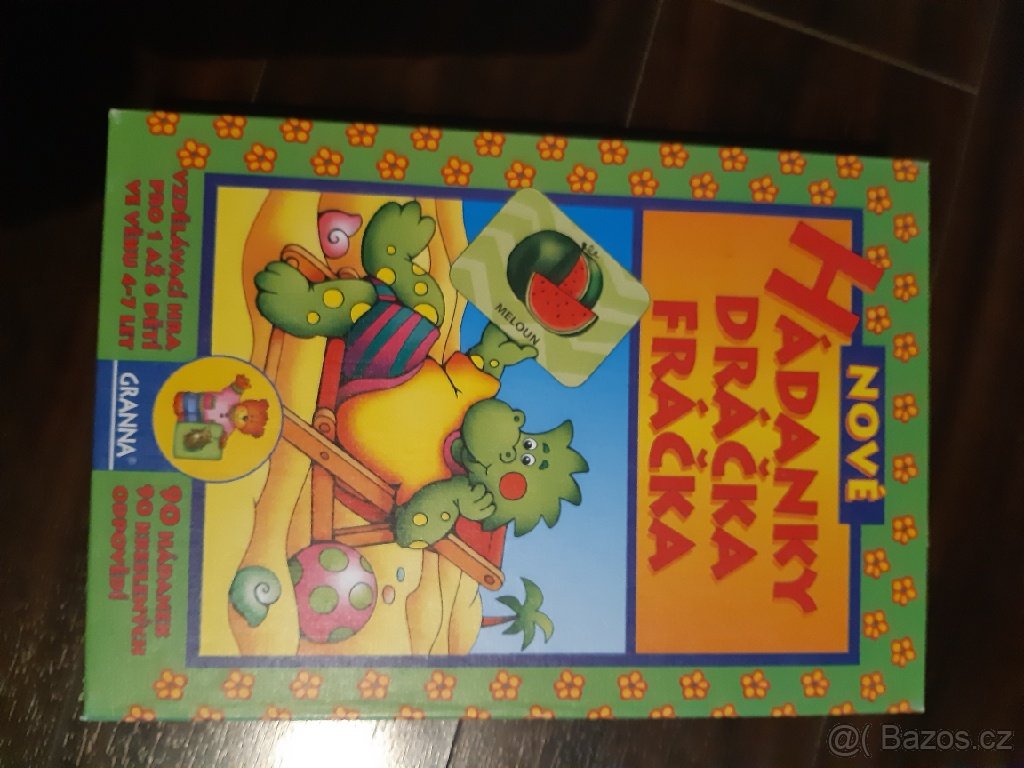 NOVÉ
HÁDANKY
DRÁČKA
FRÁČKA
MELOUN
VZDĚLÁVACÍ HRA
PRO 1 AŽ 6 DĚTÍ
VE VĚKU 4-7 LET
GRANNA®
90 HÁDANEK
90 KRESLENÝCH
ODPOVĚDÍ
@( Bazos.cz